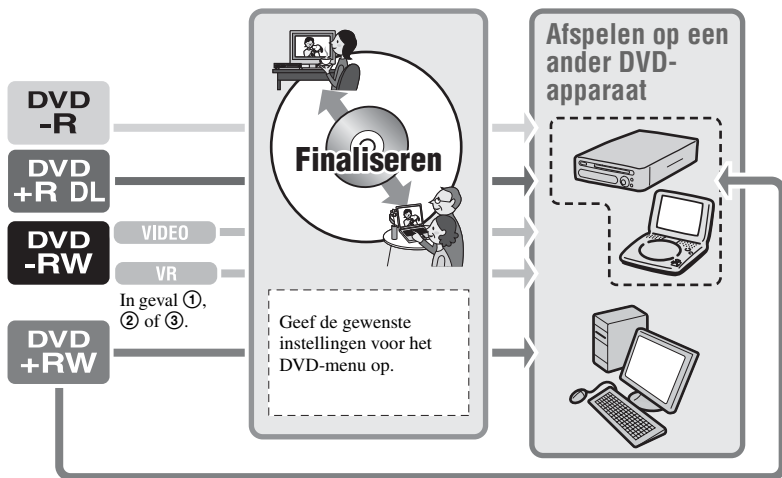 DVD
-R
DVD
+R DL
DVD
-RW
VIDEO
VR
In geval ①,
② of ③.
DVD
+RW
Finaliseren
Geef de gewenste
instellingen voor het
DVD-menu op.
Afspelen op een
ander DVD-
apparaat